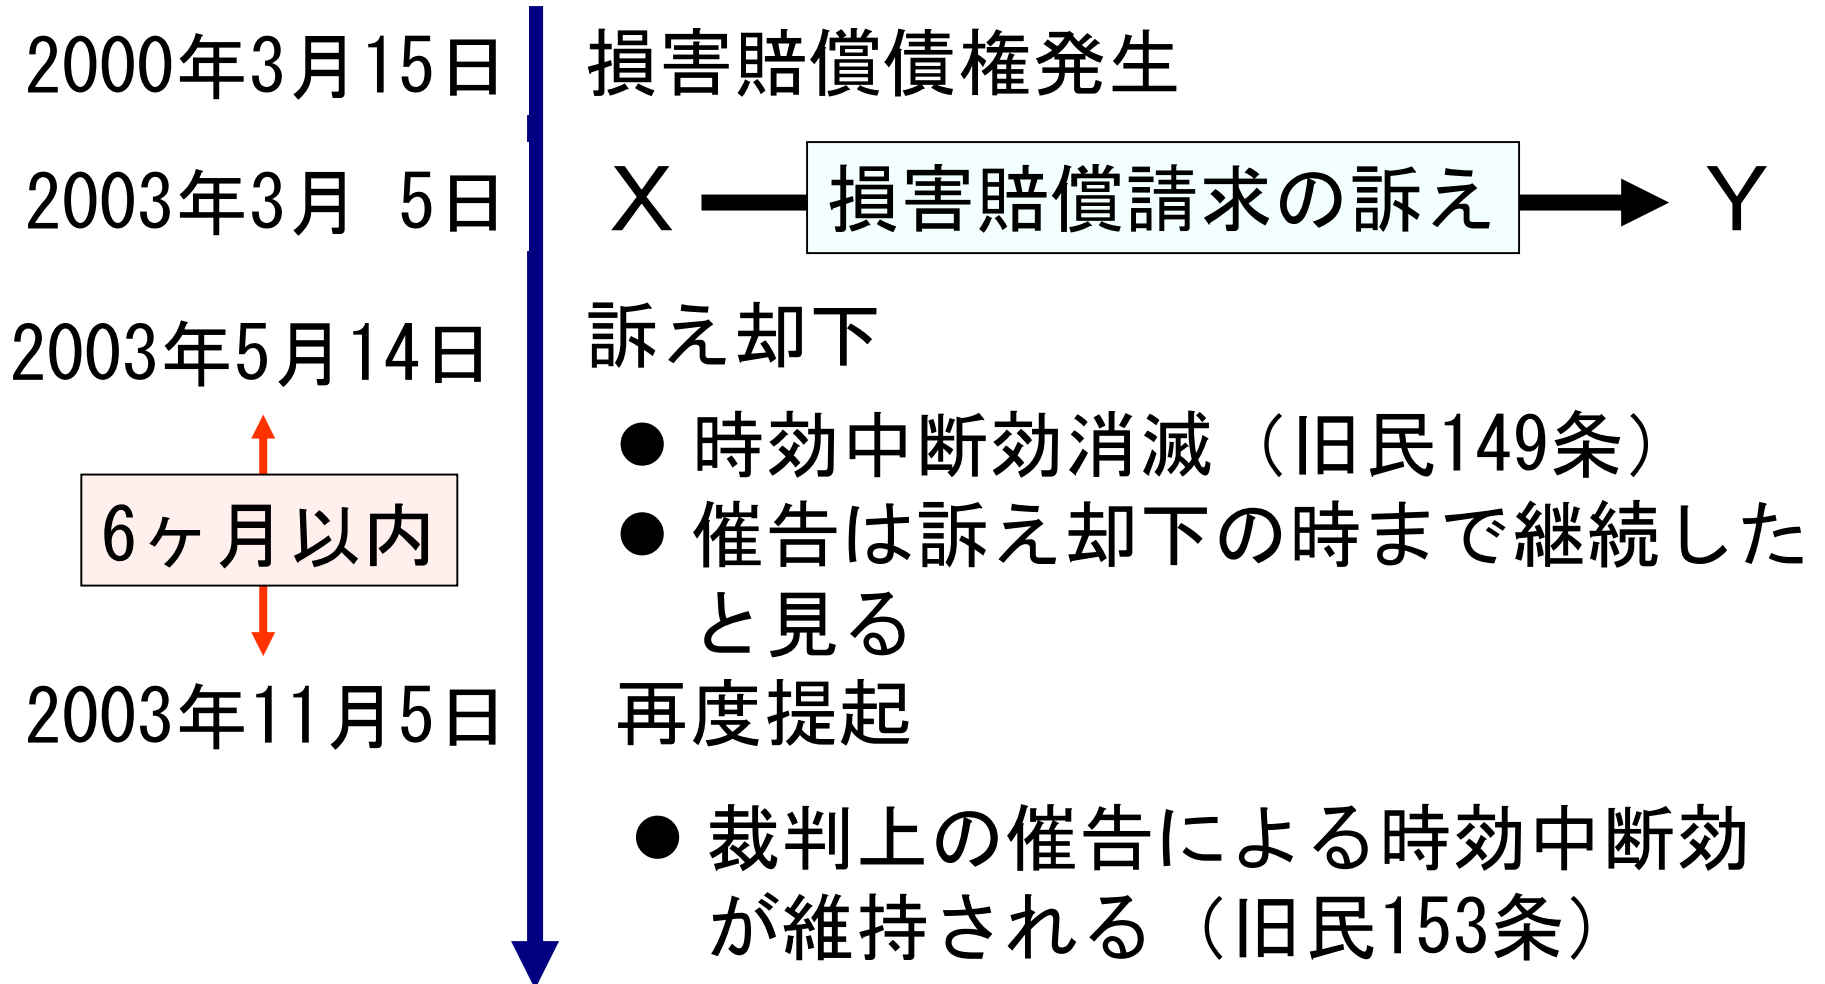 2000年3月15日 損害賠償債権発生
2003年3月 5日 X 損害賠償請求の訴え Y
2003年5月14日 訴え却下
● 時効中断効消滅（旧民149条）
6ヶ月以内
● 催告は訴え却下の時まで継続した
と見る
2003年11月5日 再度提起
● 裁判上の催告による時効中断効
が維持される（旧民153条）